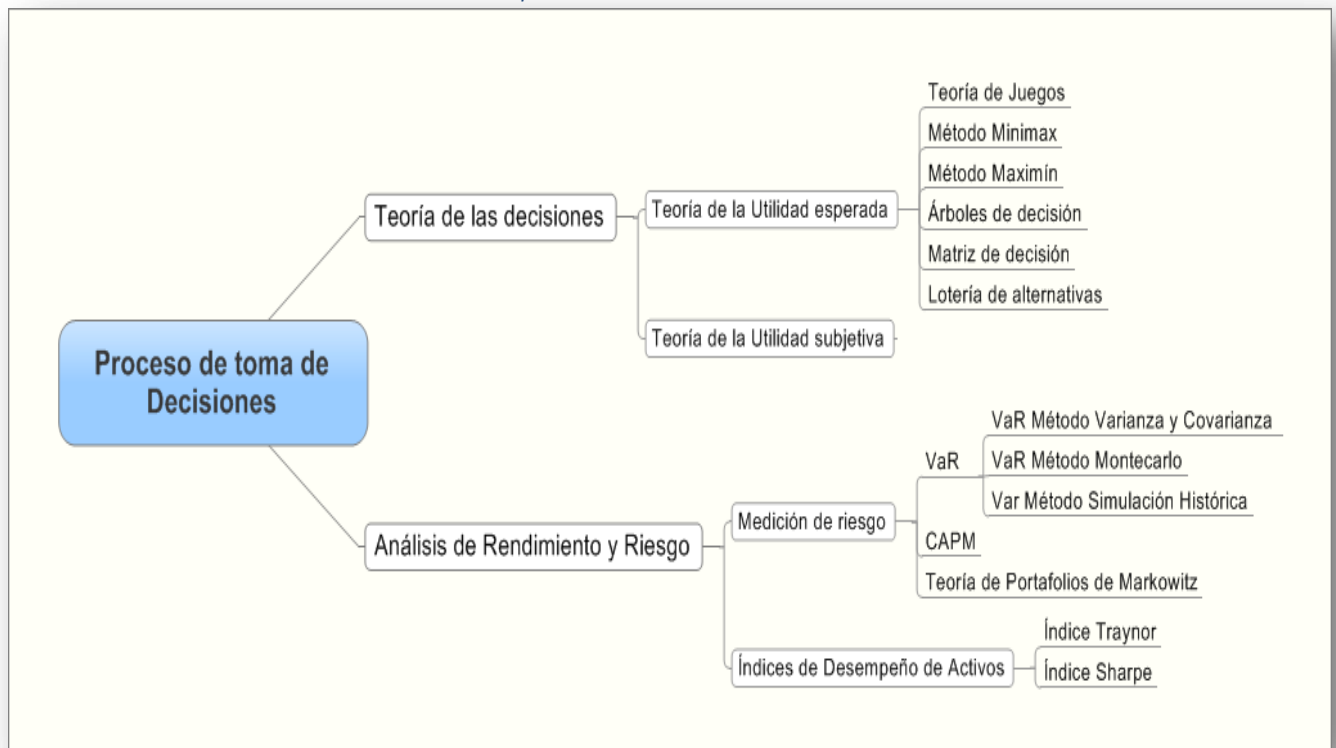 Proceso de toma de
Decisiones
Teoría de las decisiones
Teoría de la Utilidad esperada
Teoría de Juegos
Método Minimax
Método Maximín
Árboles de decisión
Matriz de decisión
Lotería de alternativas
Teoría de la Utilidad subjetiva
Análisis de Rendimiento y Riesgo
Medición de riesgo
VaR
VaR Método Varianza y Covarianza
VaR Método Montecarlo
Var Método Simulación Histórica
CAPM
Teoría de Portafolios de Markowitz
Índices de Desempeño de Activos
Índice Traynor
Índice Sharpe